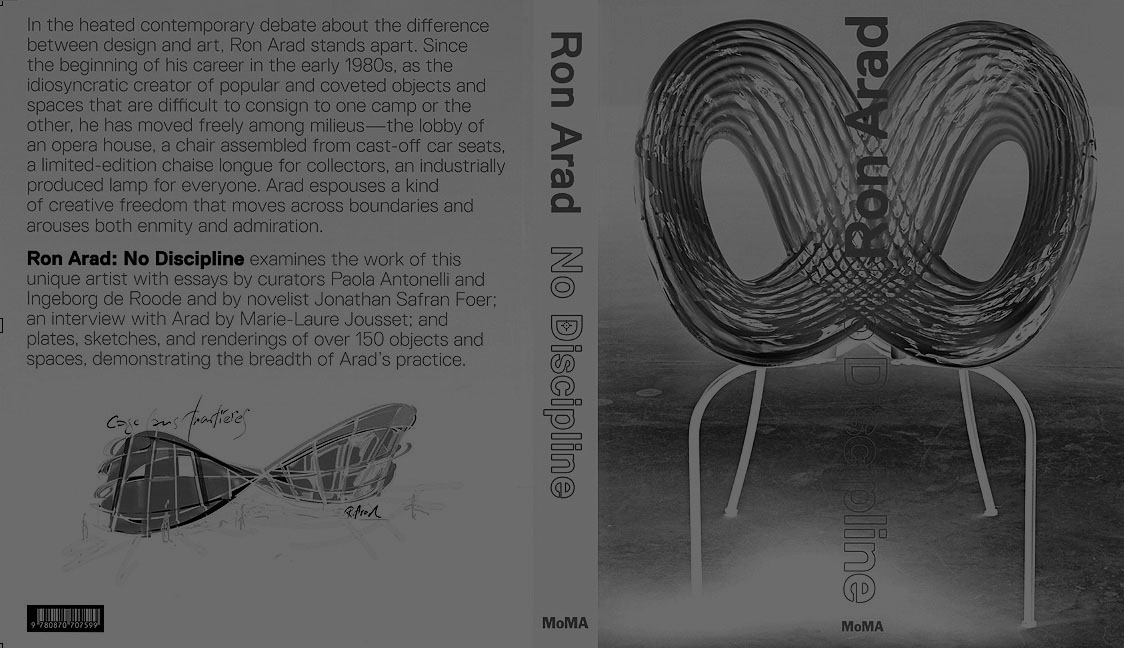 In the heated contemporary debate about the difference
between design and art, Ron Arad stands apart. Since
the beginning of his career in the early 1980s, as the
idiosyncratic creator of popular and coveted objects and
spaces that are difficult to consign to one camp or the
other, he has moved freely among milieus—the lobby of
an opera house, a chair assembled from cast-off car seats,
a limited-edition chaise longue for collectors, an industrially
produced lamp for everyone. Arad espouses a kind
of creative freedom that moves across boundaries and
arouses both enmity and admiration.
Ron Arad: No Discipline examines the work of this
unique artist with essays by curators Paola Antonelli and
Ingeborg de Roode and by novelist Jonathan Safran Foer;
an interview with Arad by Marie-Laure Jousset; and
plates, sketches, and renderings of over 150 objects and
spaces, demonstrating the breadth of Arad's practice.
R. Arad
9 780870 707599
Ron Arad No Discipline
MoMA
Ron Arad No Discipline
MoMA